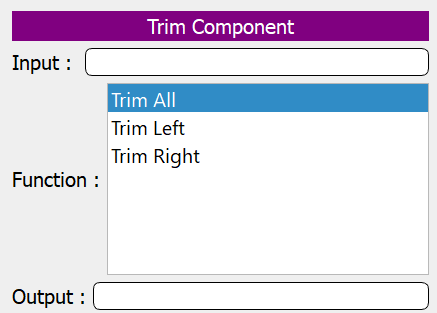 Trim Component
Input :
Trim All
Trim Left
Trim Right
Function :
Output :